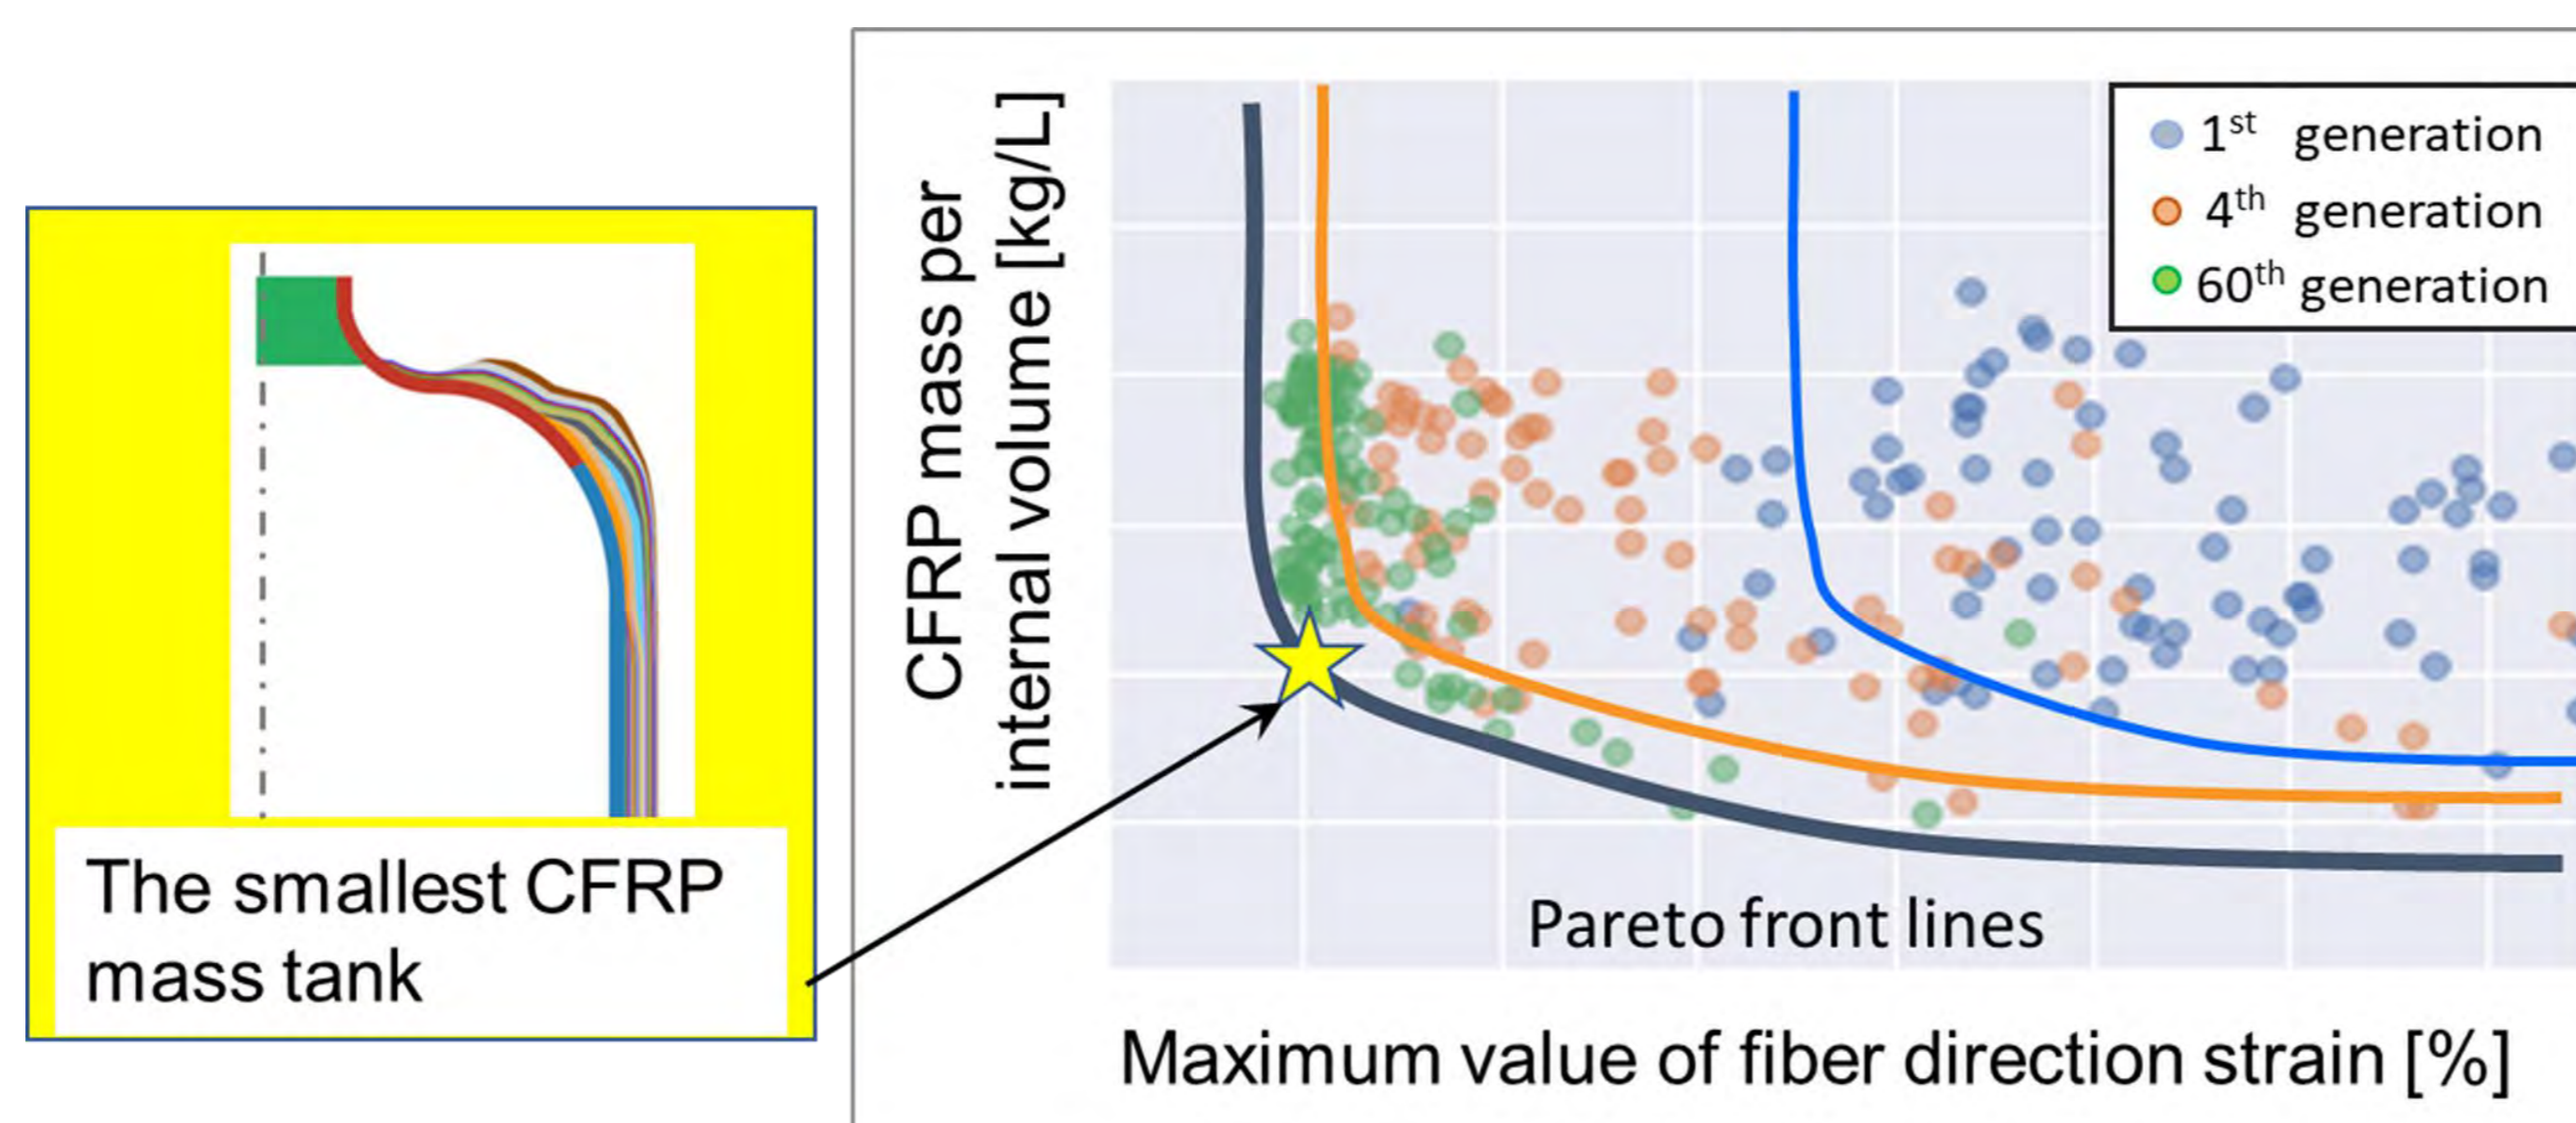 The smallest CFRP
mass tank
CFRP mass per
internal volume [kg/L]
1st generation
4th generation
60th generation
Pareto front lines
Maximum value of fiber direction strain [%]